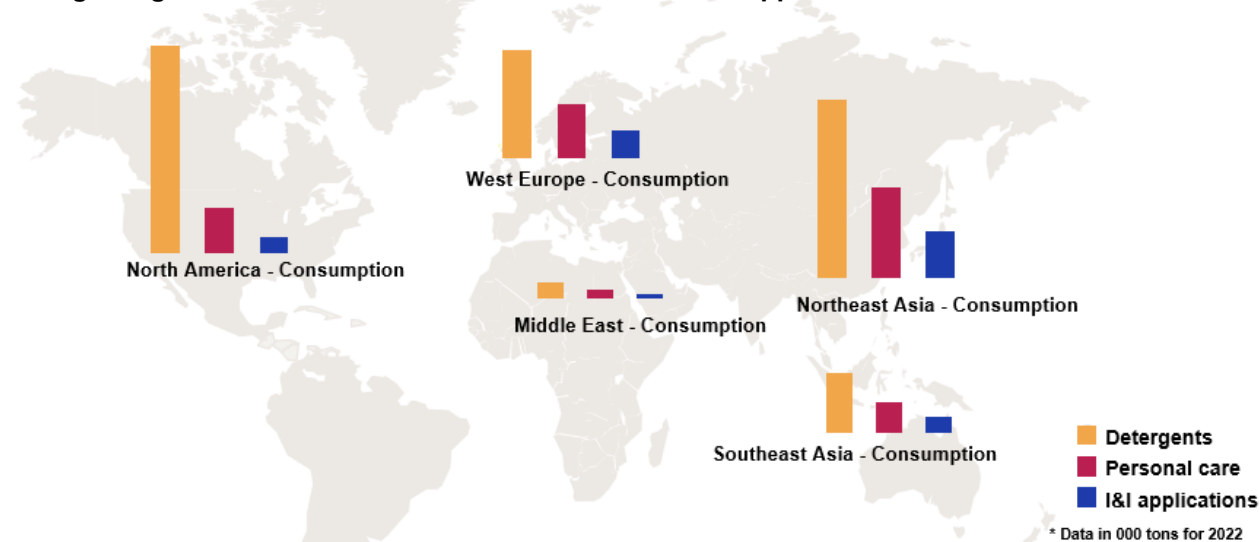 West Europe - Consumption
North America - Consumption
Northeast Asia - Consumption
Middle East - Consumption
Southeast Asia - Consumption
Detergents
Personal care
I&I applications
* Data in 000 tons for 2022